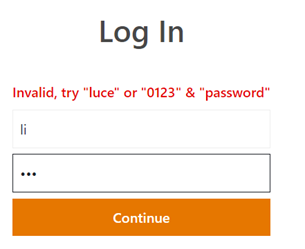 Log In
Invalid, try "luce" or "0123" & "password"
li
•••
Continue